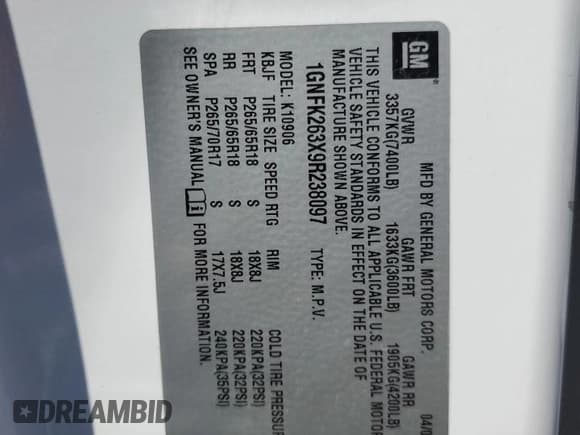 GM
MFD BY GENERAL MOTORS CORP. 04/0
GVWR GAWR FRT GAWR RR
3357KG(7400LB) 1633KG(3600LB) 1905KG(4200LB)
THIS VEHICLE CONFORMS TO ALL APPLICABLE U.S. FEDERAL MOTOR
VEHICLE SAFETY STANDARDS IN EFFECT ON THE DATE OF
MANUFACTURE SHOWN ABOVE.
1GNFK263X9R238097 TYPE: M.P.V.
MODEL: K10906
KBJF TIRE SIZE SPEED RTG RIM COLD TIRE PRESSUR
FRT P265/65R18 S 18X8J 220KPA(32PSI)
RR P265/65R18 S 18X8J 220KPA(32PSI)
SPA P265/70R17 S 17X7.5J 240KPA(35PSI)
SEE OWNER'S MANUAL FOR MORE INFORMATION.
DREAMBID